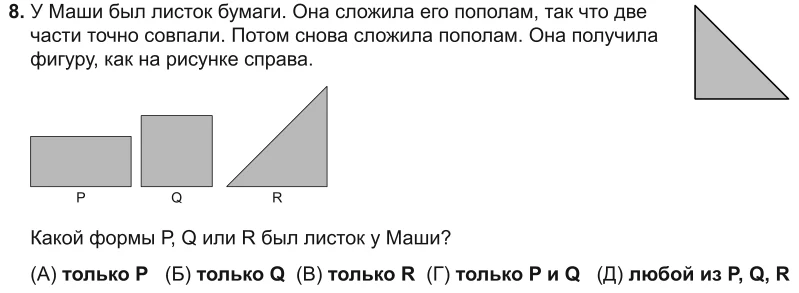 8. У Маши был листок бумаги. Она сложила его пополам, так что две
части точно совпали. Потом снова сложила пополам. Она получила
фигуру, как на рисунке справа.
P Q R
Какой формы P, Q или R был листок у Маши?
(А) только P (Б) только Q (В) только R (Г) только P и Q (Д) любой из P, Q, R